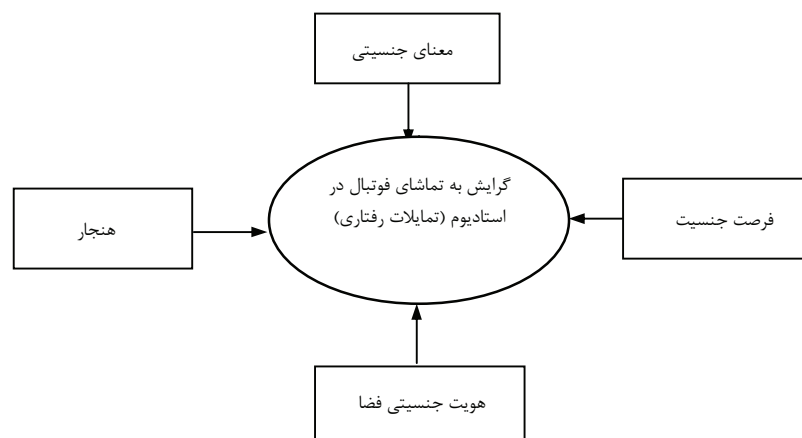 معنای جنسیتی
گرایش به تماشای فوتبال در
استادیوم (تمایلات رفتاری)
فرصت جنسیت
هنجار
هویت جنسیتی فضا